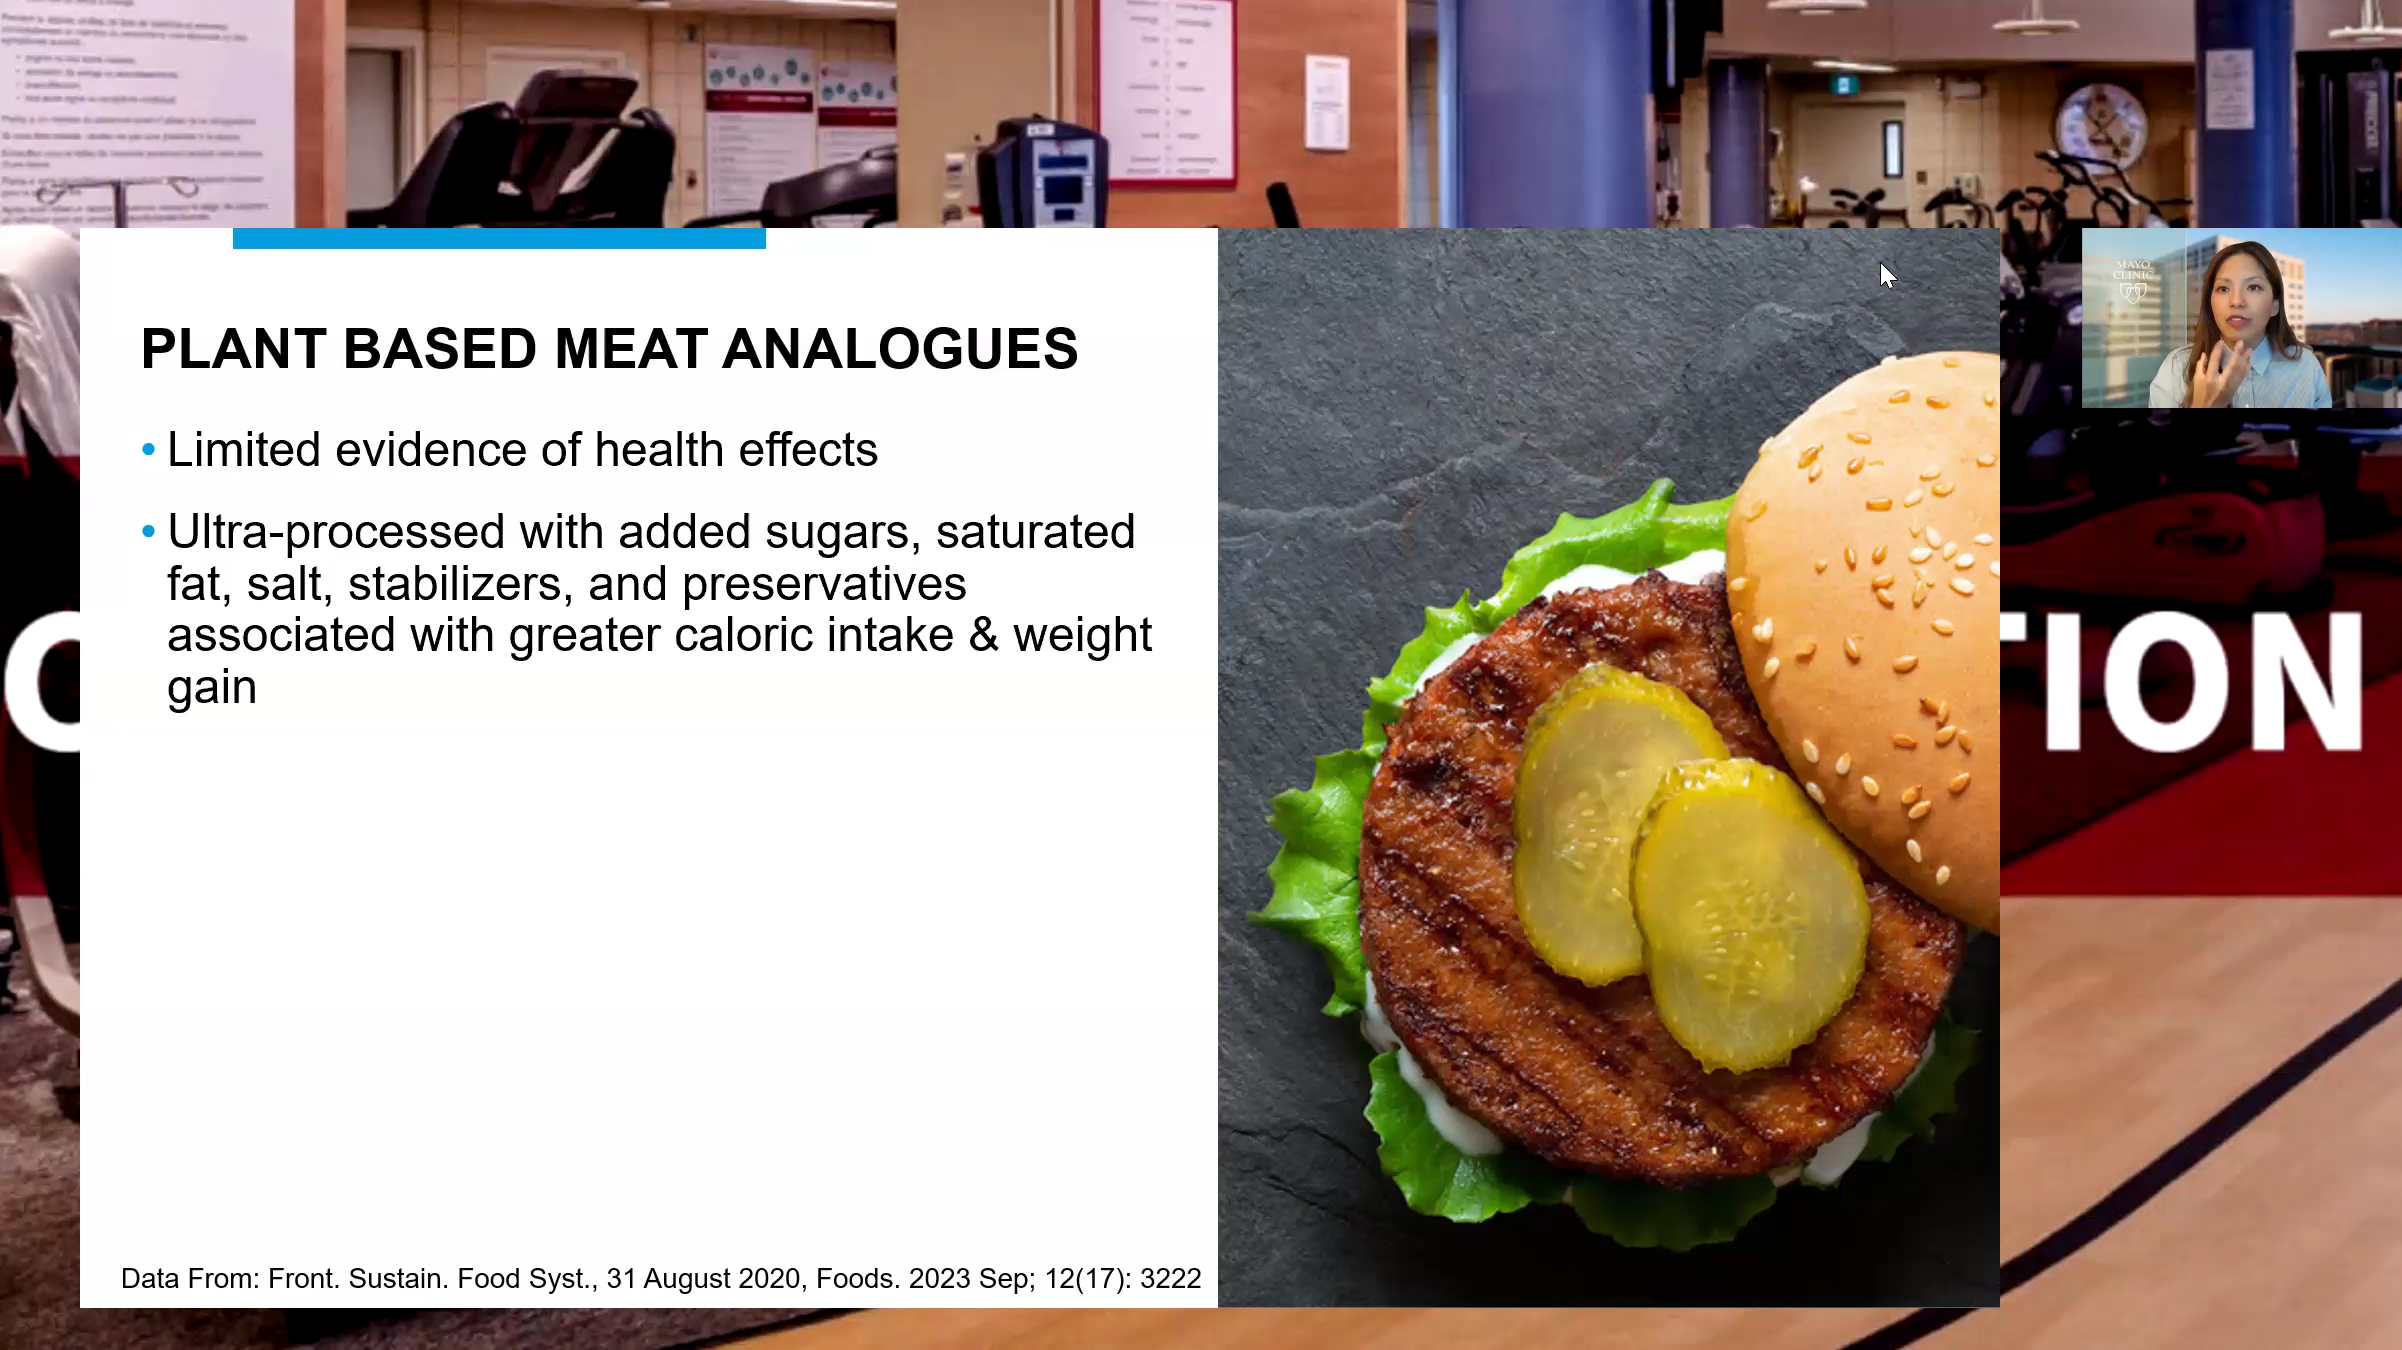 PLANT BASED MEAT ANALOGUES
• Limited evidence of health effects
• Ultra-processed with added sugars, saturated
fat, salt, stabilizers, and preservatives
associated with greater caloric intake & weight
gain
Data From: Front. Sustain. Food Syst., 31 August 2020, Foods. 2023 Sep; 12(17): 3222
MAYO
CLINIC
TION